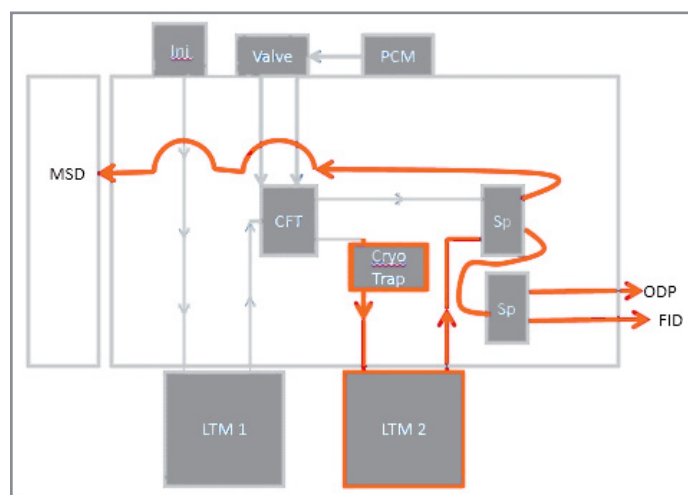 Inj
Valve
PCM
MSD
CFT
Sp
Cryo
Trap
Sp
ODP
FID
LTM 1
LTM 2